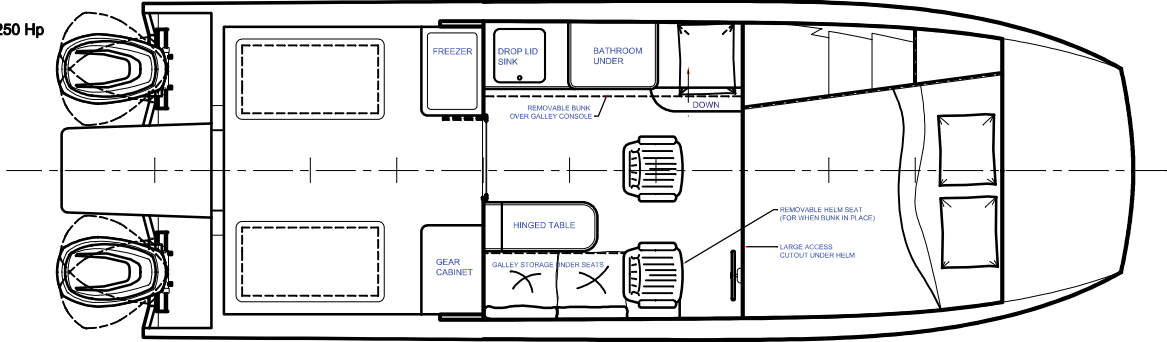 250 Hp
FREEZER
DROP LID
SINK
BATHROOM
UNDER
REMOVABLE BUNK
OVER GALLEY CONSOLE
DOWN
HINGED TABLE
REMOVABLE HELM SEAT
(FOR WHEN BUNK IN PLACE)
LARGE ACCESS
CUTOUT UNDER HELM
GEAR
CABINET
GALLEY STORAGE UNDER SEATS